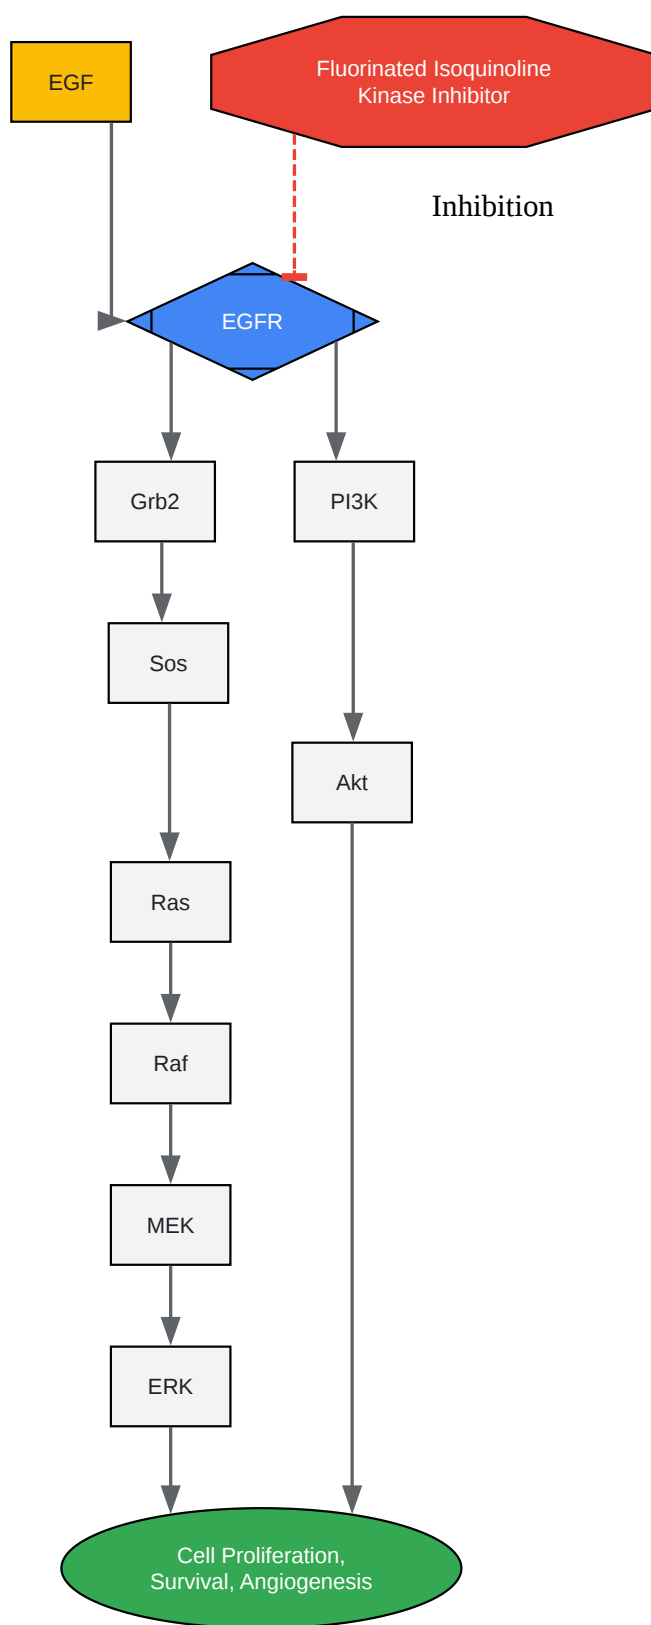 EGF
Fluorinated Isoquinoline
Kinase Inhibitor
Inhibition
EGFR
Grb2
PI3K
Sos
Akt
Ras
Raf
MEK
ERK
Cell Proliferation,
Survival, Angiogenesis